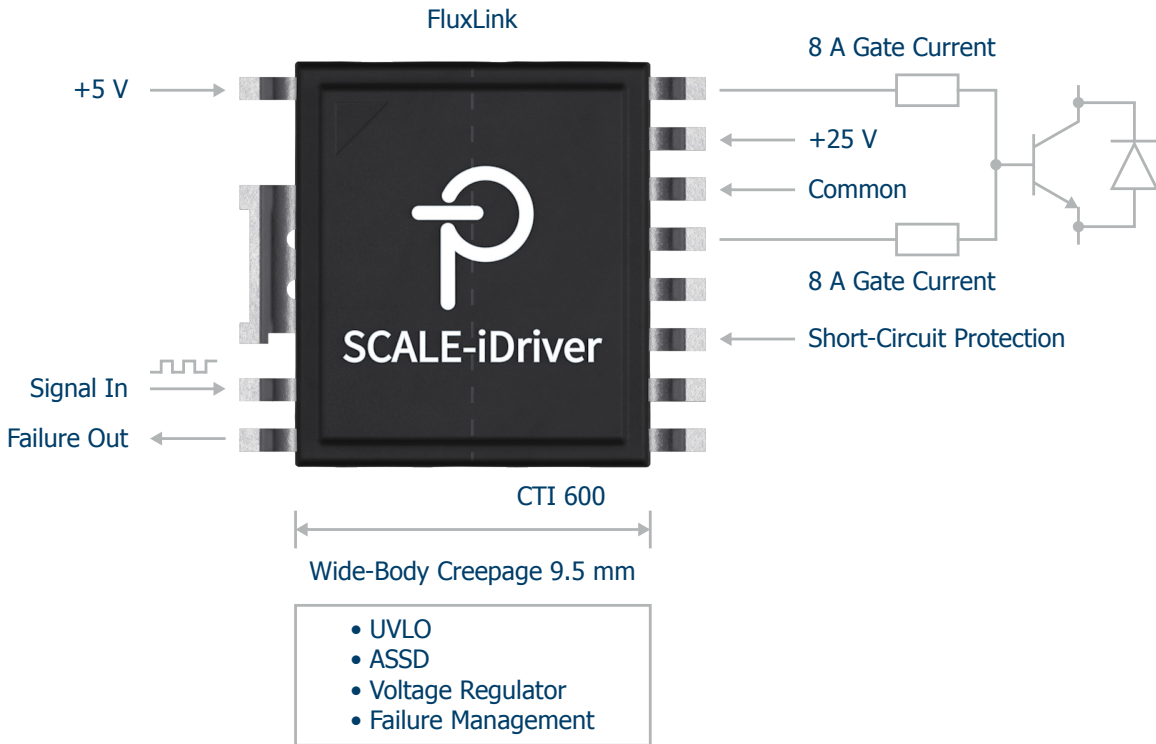 FluxLink
8 A Gate Current
+5 V
+25 V
Common
8 A Gate Current
SCALE-iDriver
Short-Circuit Protection
Signal In
Failure Out
CTI 600
Wide-Body Creepage 9.5 mm
• UVLO
• ASSD
• Voltage Regulator
• Failure Management